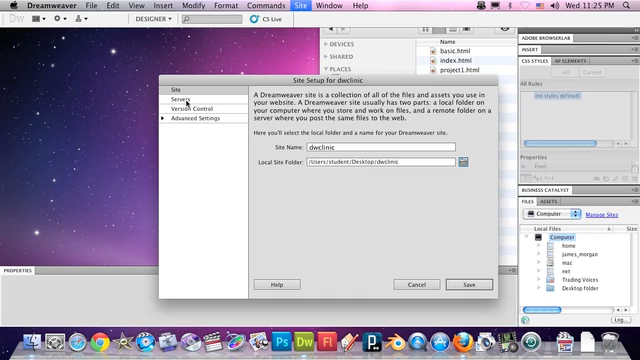 Dreamweaver File Edit View Insert Modify Format Commands Site Window Wed 11:25 PM
Dw DESIGNER CS Live
DEVICES
SHARED
PLACES
Name
basic.html
index.html
project1.html
ADOBE BROWSERLAB
INSERT
CSS STYLES AP ELEMENTS
All Current
All Rules
(no styles defined)
Properties
Font
BUSINESS CATALYST
FILES ASSETS
Computer Manage Sites
Local Files
Computer
home
james_morgan
mac
net
Trading Voices
Desktop folder
Log...
PROPERTIES
Site Setup for dwclinic
Site
Servers
Version Control
Advanced Settings
A Dreamweaver site is a collection of all of the files and assets you use in
your website. A Dreamweaver site usually has two parts: a local folder on
your computer where you store and work on files, and a remote folder on a
server where you post the same files to the web.
Here you'll select the local folder and a name for your Dreamweaver site.
Site Name: dwclinic
Local Site Folder: /Users/student/Desktop/dwclinic
Help Cancel Save
Ps Dw Fl